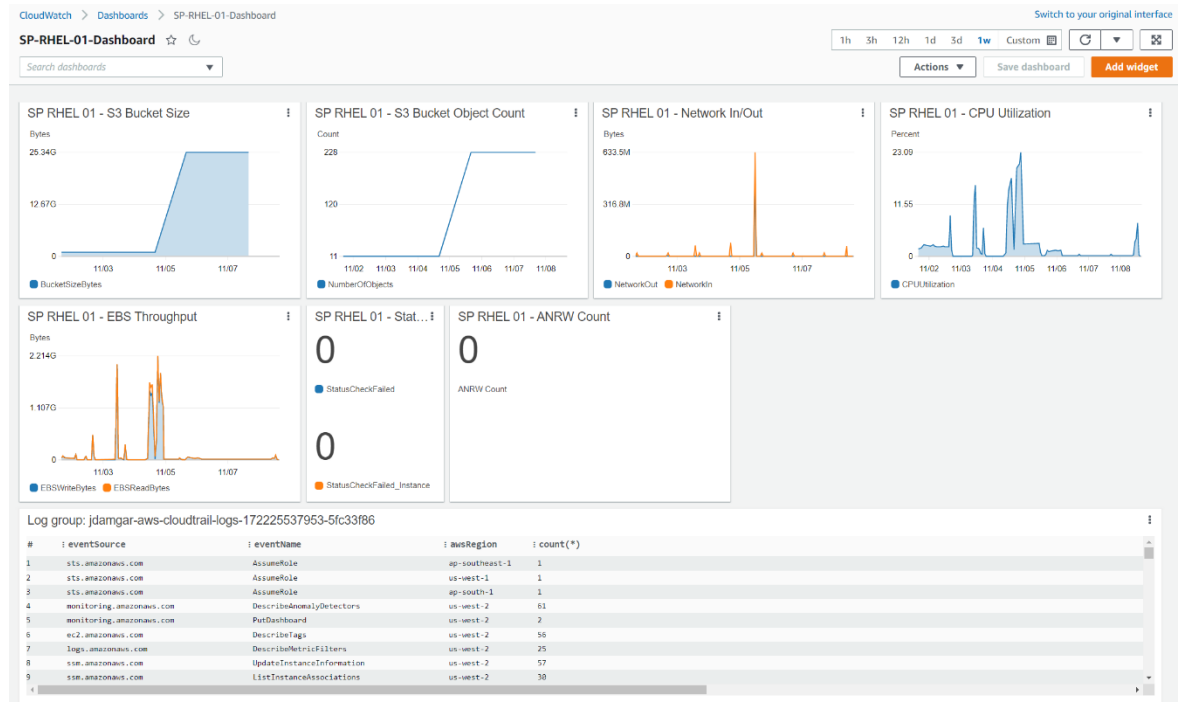 CloudWatch > Dashboards > SP-RHEL-01-Dashboard
Switch to your original interface
SP-RHEL-01-Dashboard
1h 3h 12h 1d 3d 1w Custom
Search dashboards
Actions
Save dashboard
Add widget
SP RHEL 01 - S3 Bucket Size
Bytes
25.34G
12.67G
0
11/03 11/05 11/07
BucketSizeBytes
SP RHEL 01 - S3 Bucket Object Count
Count
228
120
11
11/02 11/03 11/04 11/05 11/06 11/07 11/08
NumberOfObjects
SP RHEL 01 - Network In/Out
Bytes
633.5M
316.8M
0
11/03 11/05 11/07
NetworkOut NetworkIn
SP RHEL 01 - CPU Utilization
Percent
23.09
11.55
0
11/02 11/03 11/04 11/05 11/06 11/07 11/08
CPUUtilization
SP RHEL 01 - EBS Throughput
Bytes
2.214G
1.107G
0
11/03 11/05 11/07
EBSWriteBytes EBSReadBytes
SP RHEL 01 - Stat...
0
StatusCheckFailed
0
StatusCheckFailed_Instance
SP RHEL 01 - ANRW Count
0
ANRW Count
Log group: jdamgar-aws-cloudtrail-logs-172225537953-5fc33f86
# eventSource eventName awsRegion count(*)
1 sts.amazonaws.com AssumeRole ap-southeast-1 1
2 sts.amazonaws.com AssumeRole us-west-1 1
3 sts.amazonaws.com AssumeRole ap-south-1 1
4 monitoring.amazonaws.com DescribeAnomalyDetectors us-west-2 61
5 monitoring.amazonaws.com PutDashboard us-west-2 2
6 ec2.amazonaws.com DescribeTags us-west-2 56
7 logs.amazonaws.com DescribeMetricFilters us-west-2 25
8 ssm.amazonaws.com UpdateInstanceInformation us-west-2 57
9 ssm.amazonaws.com ListInstanceAssociations us-west-2 30